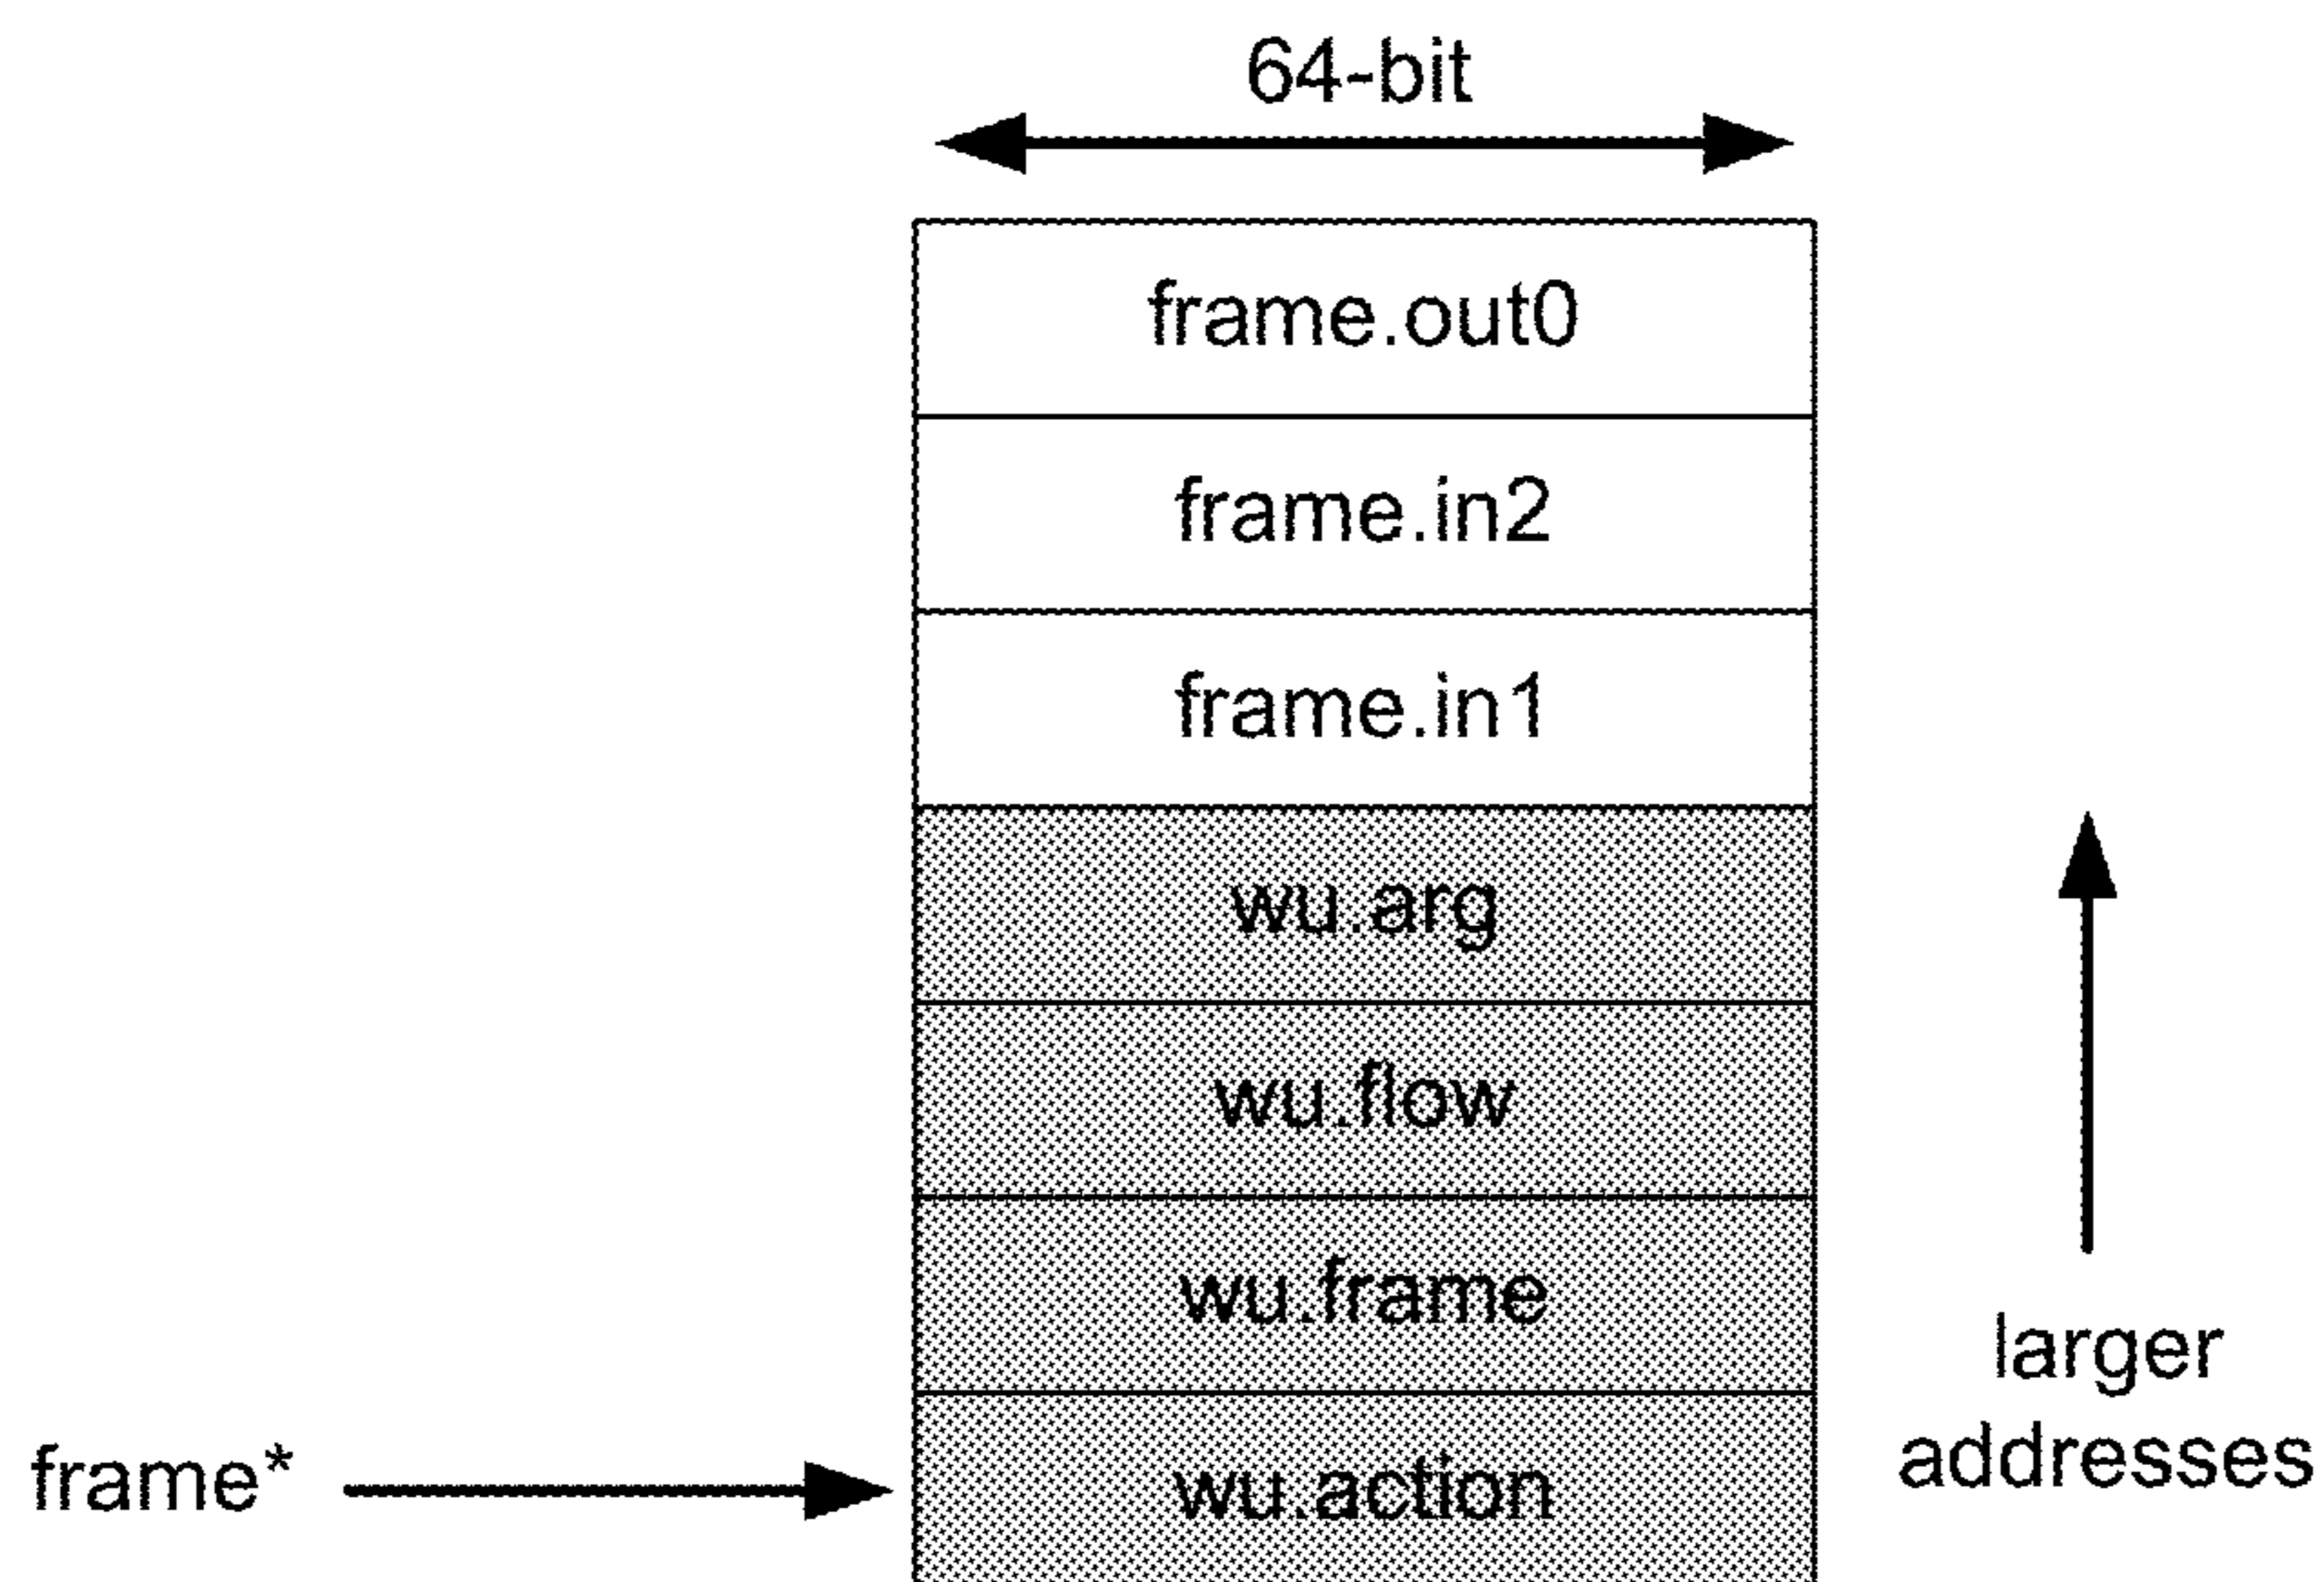 64-bit
frame.out0
frame.in2
frame.in1
wu.arg
wu.flow
wu.frame
wu.action
frame*
larger
addresses